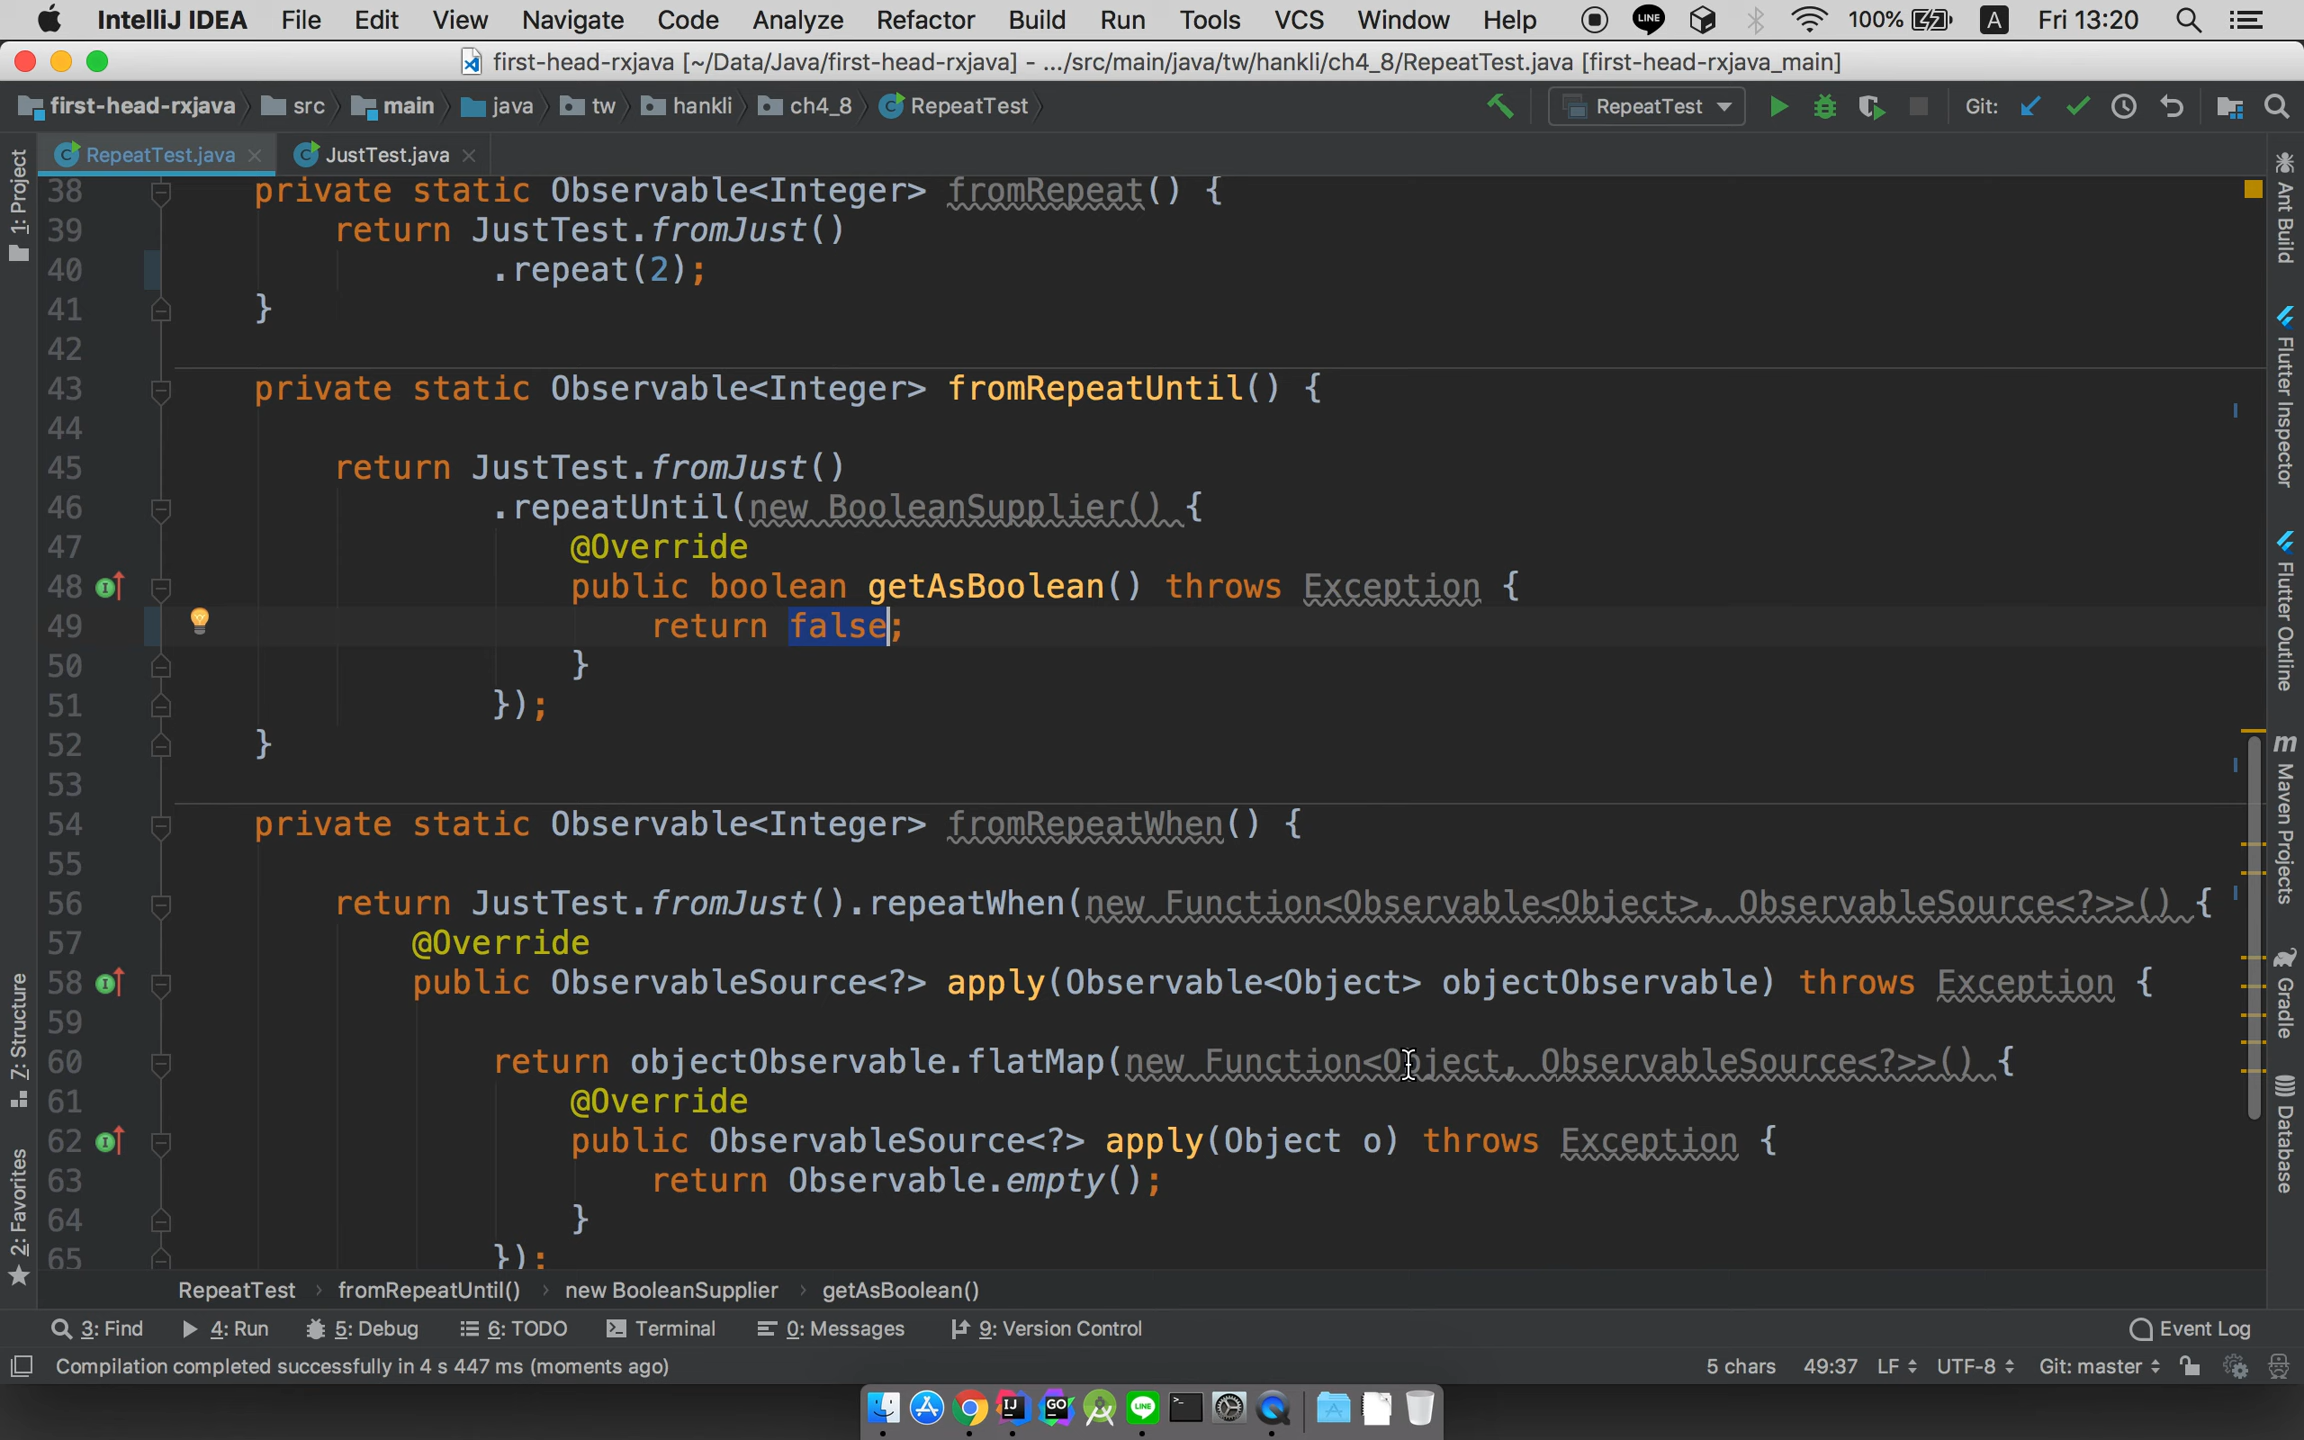 IntelliJ IDEA File Edit View Navigate Code Analyze Refactor Build Run Tools VCS Window Help LINE 100% A Fri 13:20
first-head-rxjava [~/Data/Java/first-head-rxjava] - .../src/main/java/tw/hankli/ch4_8/RepeatTest.java [first-head-rxjava_main]
first-head-rxjava src main java tw hankli ch4_8 RepeatTest RepeatTest Git:
RepeatTest.java JustTest.java
1: Project
Z: Structure
2: Favorites
38 private static Observable<Integer> fromRepeat() {
39 return JustTest.fromJust()
40 .repeat(2);
41 }
42
43 private static Observable<Integer> fromRepeatUntil() {
44
45 return JustTest.fromJust()
46 .repeatUntil(new BooleanSupplier() {
47 @Override
48 public boolean getAsBoolean() throws Exception {
49 return false;
50 }
51 });
52 }
53
54 private static Observable<Integer> fromRepeatWhen() {
55
56 return JustTest.fromJust().repeatWhen(new Function<Observable<Object>, ObservableSource<?>>() {
57 @Override
58 public ObservableSource<?> apply(Observable<Object> objectObservable) throws Exception {
59
60 return objectObservable.flatMap(new Function<Object, ObservableSource<?>>() {
61 @Override
62 public ObservableSource<?> apply(Object o) throws Exception {
63 return Observable.empty();
64 }
65 });
Ant Build
Flutter Inspector
Flutter Outline
m Maven Projects
Gradle
Database
RepeatTest fromRepeatUntil() new BooleanSupplier getAsBoolean()
3: Find 4: Run 5: Debug 6: TODO Terminal 0: Messages 9: Version Control Event Log
Compilation completed successfully in 4 s 447 ms (moments ago) 5 chars 49:37 LF UTF-8 Git: master
IJ GO LINE